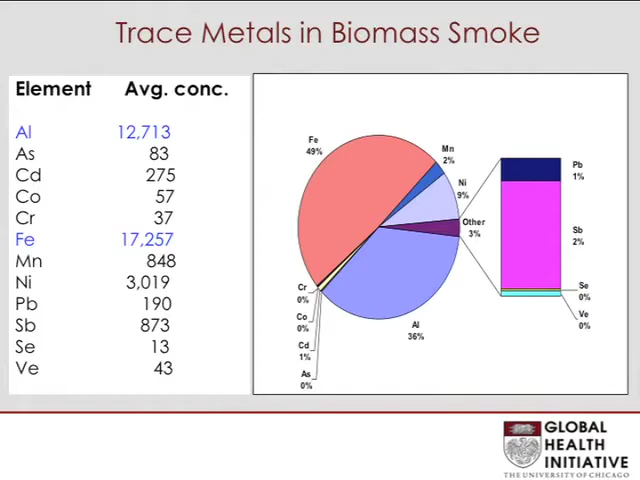 Trace Metals in Biomass Smoke
Element Avg. conc.
Al 12,713
As 83
Cd 275
Co 57
Cr 37
Fe 17,257
Mn 848
Ni 3,019
Pb 190
Sb 873
Se 13
Ve 43
Fe
49%
Mn
2%
Ni
9%
Other
3%
Al
36%
Cr
0%
Co
0%
Cd
1%
As
0%
Pb
1%
Sb
2%
Se
0%
Ve
0%
GLOBAL
HEALTH
INITIATIVE
THE UNIVERSITY OF CHICAGO